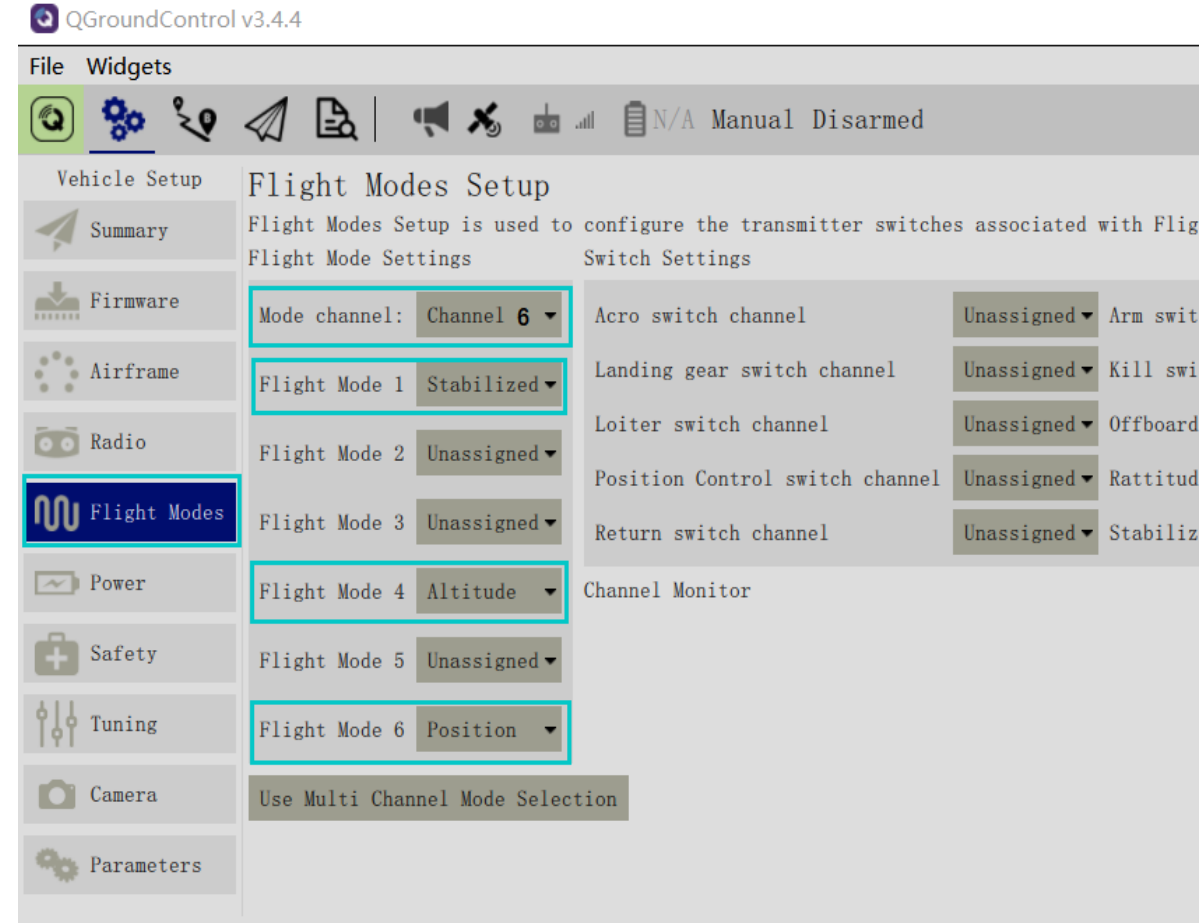 QGroundControl v3.4.4
File Widgets
N/A Manual Disarmed
Vehicle Setup
Summary
Firmware
Airframe
Radio
Flight Modes
Power
Safety
Tuning
Camera
Parameters
Flight Modes Setup
Flight Modes Setup is used to configure the transmitter switches associated with Flig
Flight Mode Settings
Mode channel: Channel 6
Flight Mode 1 Stabilized
Flight Mode 2 Unassigned
Flight Mode 3 Unassigned
Flight Mode 4 Altitude
Flight Mode 5 Unassigned
Flight Mode 6 Position
Use Multi Channel Mode Selection
Switch Settings
Acro switch channel Unassigned Arm swit
Landing gear switch channel Unassigned Kill swi
Loiter switch channel Unassigned Offboard
Position Control switch channel Unassigned Rattitud
Return switch channel Unassigned Stabiliz
Channel Monitor